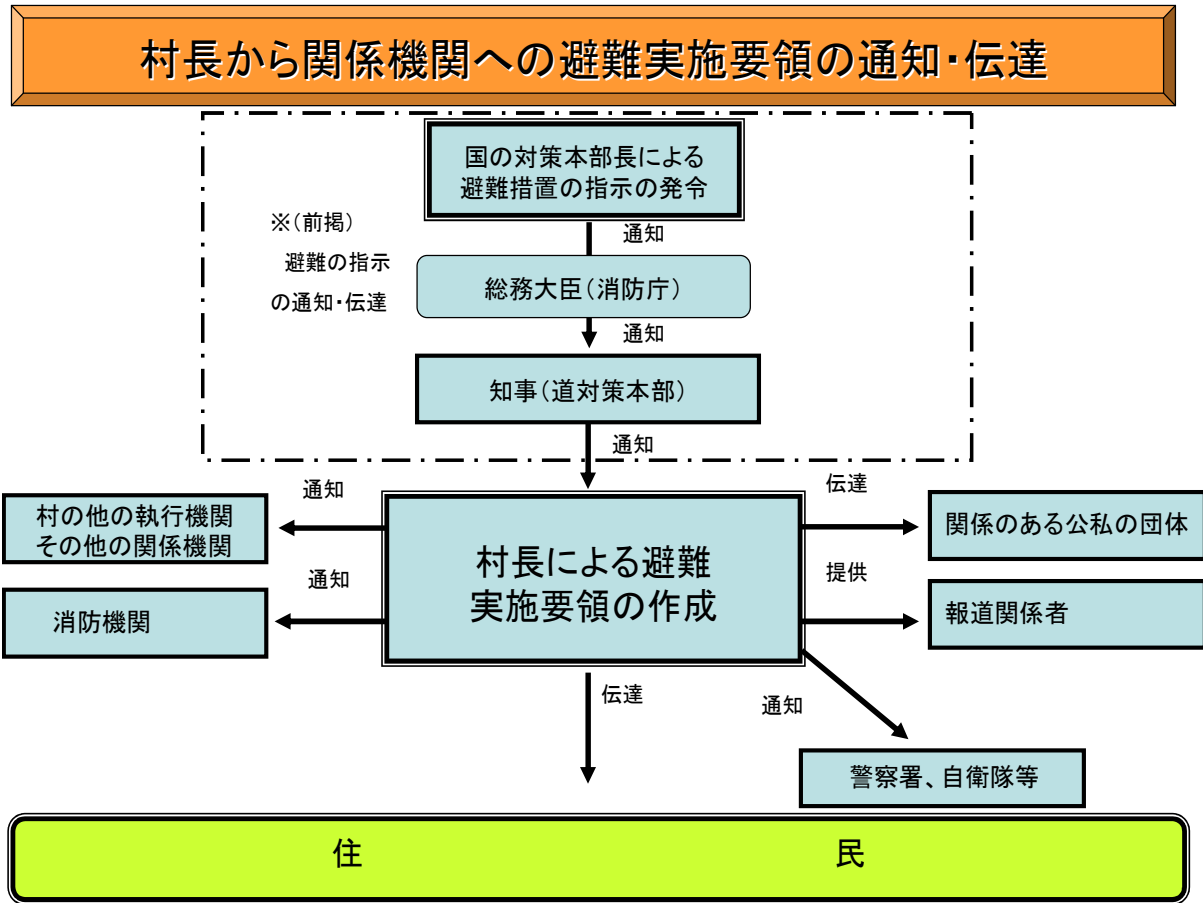 村長から関係機関への避難実施要領の通知・伝達
国の対策本部長による
避難措置の指示の発令
※(前掲)
避難の指示
の通知・伝達
通知
総務大臣(消防庁)
通知
知事(道対策本部)
通知
通知
伝達
村の他の執行機関
その他の関係機関
関係のある公私の団体
村長による避難
実施要領の作成
通知
提供
消防機関
報道関係者
伝達
通知
警察署、自衛隊等
住民